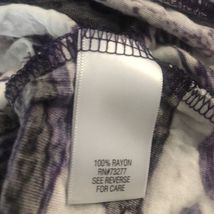 100% RAYON
RN#73277
SEE REVERSE
FOR CARE